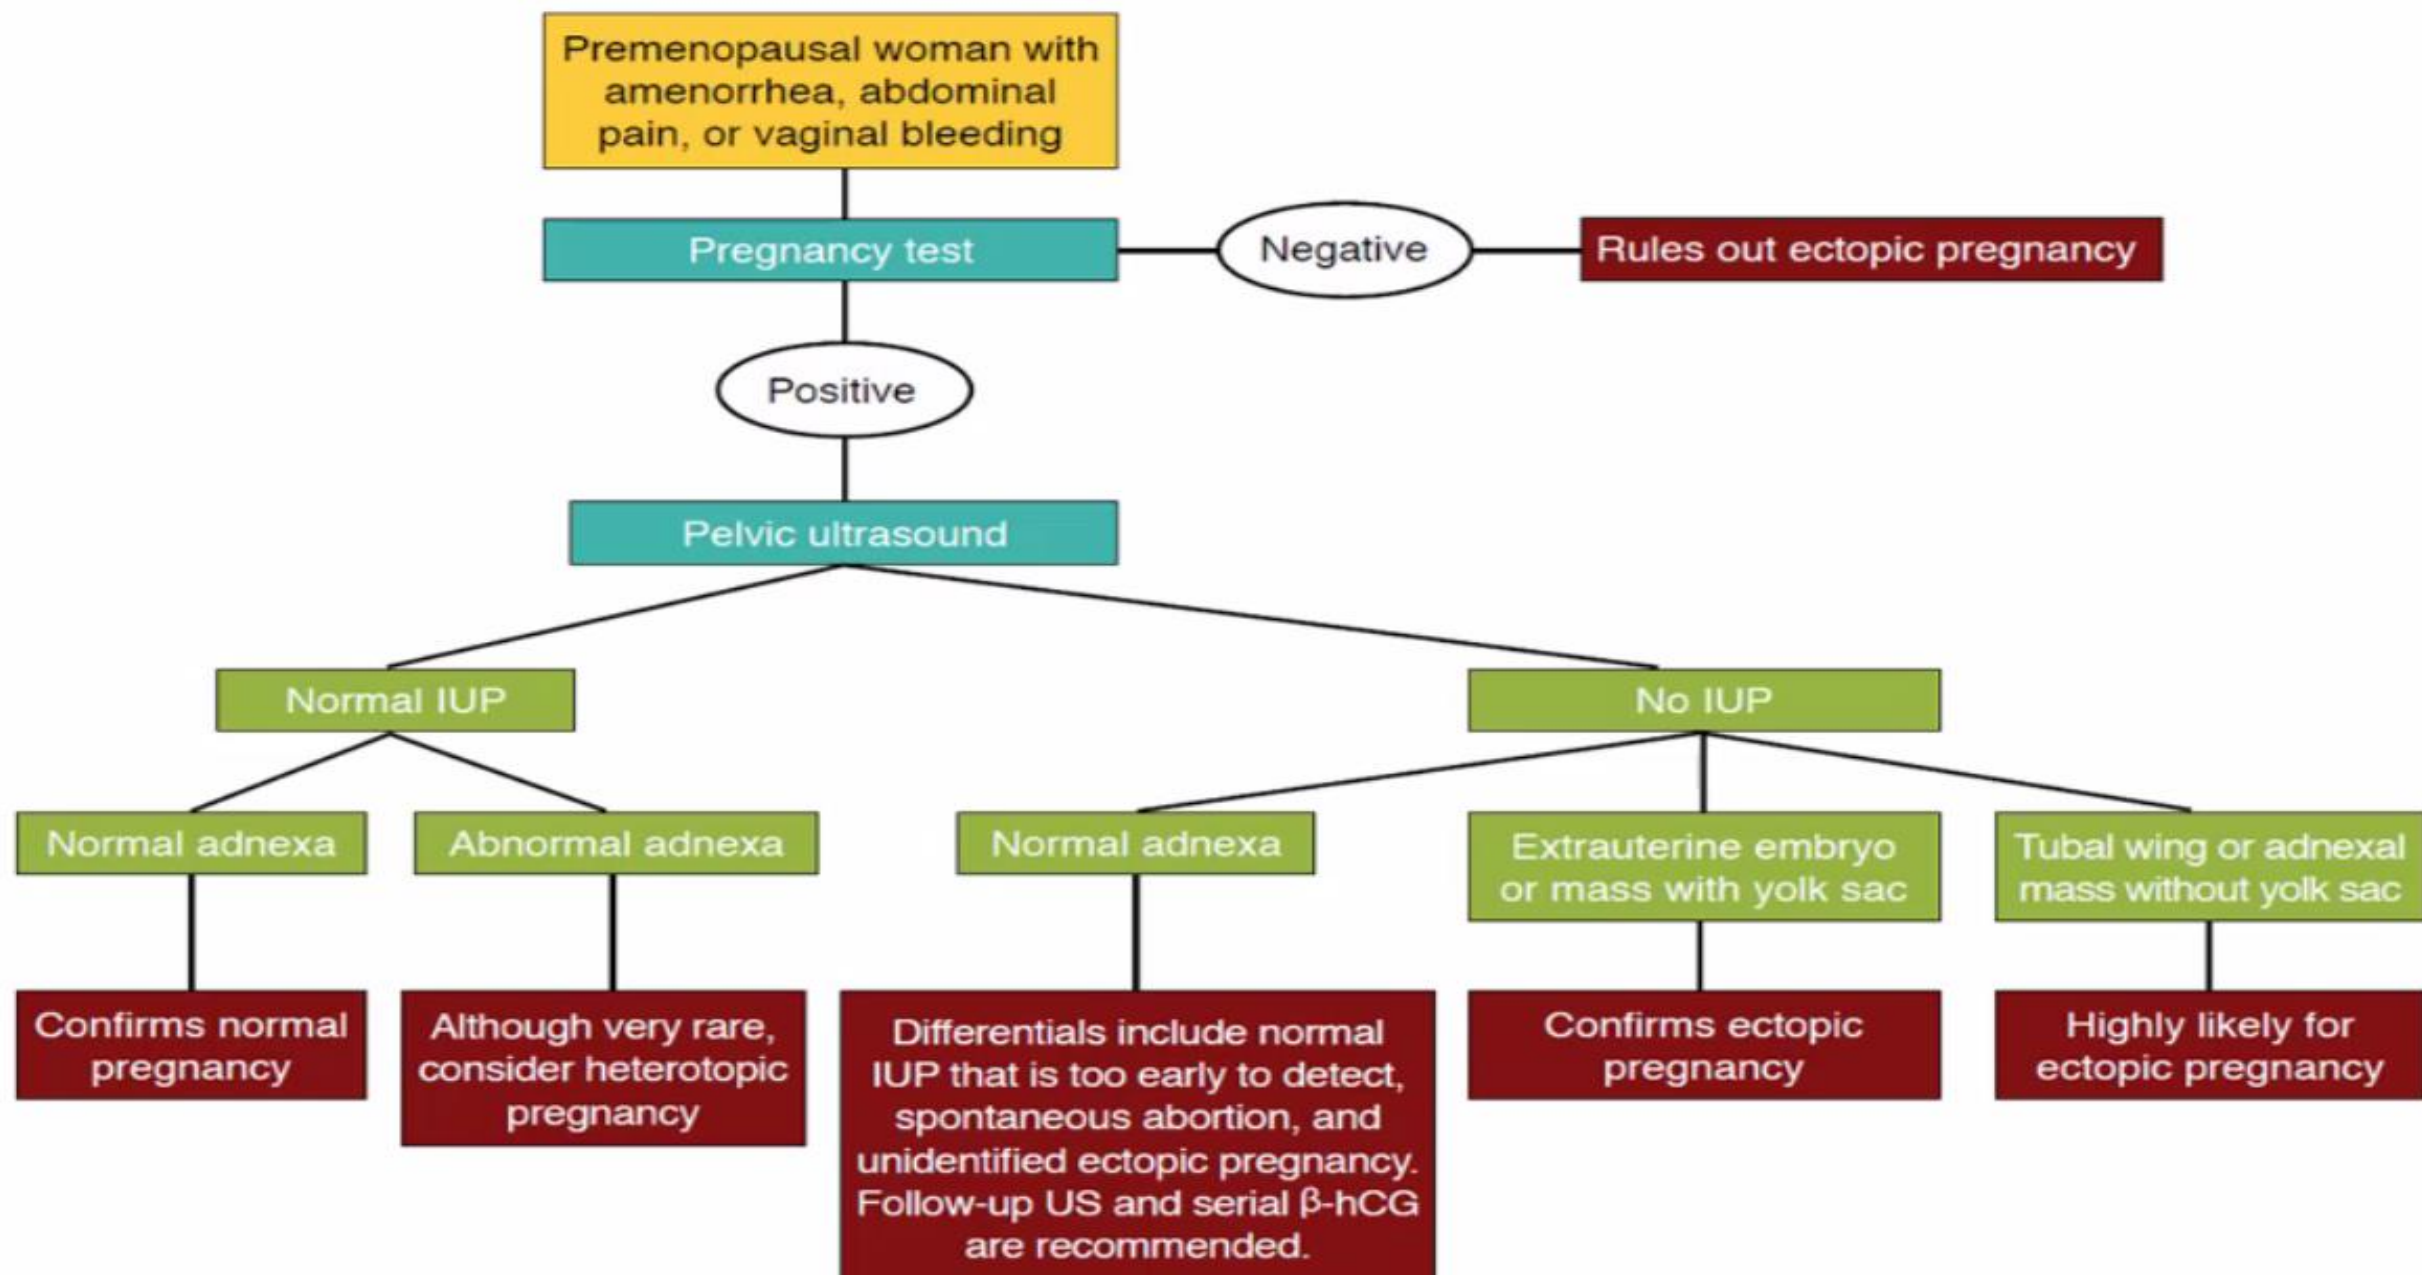 Premenopausal woman with
amenorrhea, abdominal
pain, or vaginal bleeding
Pregnancy test
Negative
Rules out ectopic pregnancy
Positive
Pelvic ultrasound
Normal IUP
No IUP
Normal adnexa
Abnormal adnexa
Normal adnexa
Extrauterine embryo
or mass with yolk sac
Tubal wing or adnexal
mass without yolk sac
Confirms normal
pregnancy
Although very rare,
consider heterotopic
pregnancy
Differentials include normal
IUP that is too early to detect,
spontaneous abortion, and
unidentified ectopic pregnancy.
Follow-up US and serial β-hCG
are recommended.
Confirms ectopic
pregnancy
Highly likely for
ectopic pregnancy